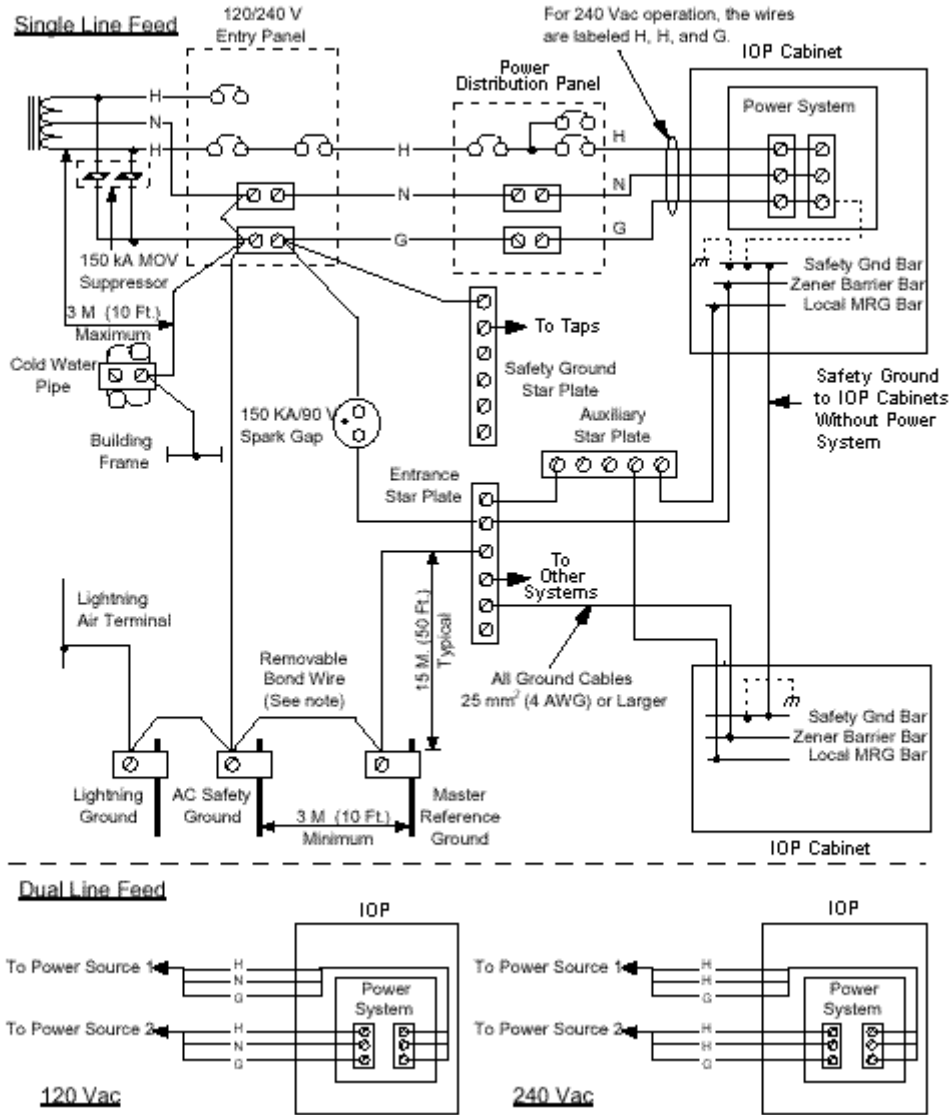 Single Line Feed
120/240 V
Entry Panel
For 240 Vac operation, the wires
are labeled H, H, and G.
IOP Cabinet
Power
Distribution Panel
Power System
H
N
H
H
H
N
N
G
G
150 kA MOV
Suppressor
3 M (10 Ft.)
Maximum
Safety Gnd Bar
Zener Barrier Bar
Local MRG Bar
To Taps
Cold Water
Pipe
Safety Ground
Star Plate
Safety Ground
to IOP Cabinets
Without Power
System
150 KA/90 V
Spark Gap
Auxiliary
Star Plate
Building
Frame
Entrance
Star Plate
To
Other
Systems
Lightning
Air Terminal
15 M. (50 Ft.)
Typical
Removable
Bond Wire
(See note)
All Ground Cables
25 mm² (4 AWG) or Larger
Safety Gnd Bar
Zener Barrier Bar
Local MRG Bar
Lightning
Ground
AC Safety
Ground
3 M (10 Ft.)
Minimum
Master
Reference
Ground
IOP Cabinet
Dual Line Feed
IOP
To Power Source 1
H
N
G
Power
System
To Power Source 2
H
N
G
120 Vac
IOP
To Power Source 1
H
H
G
Power
System
To Power Source 2
H
H
G
240 Vac